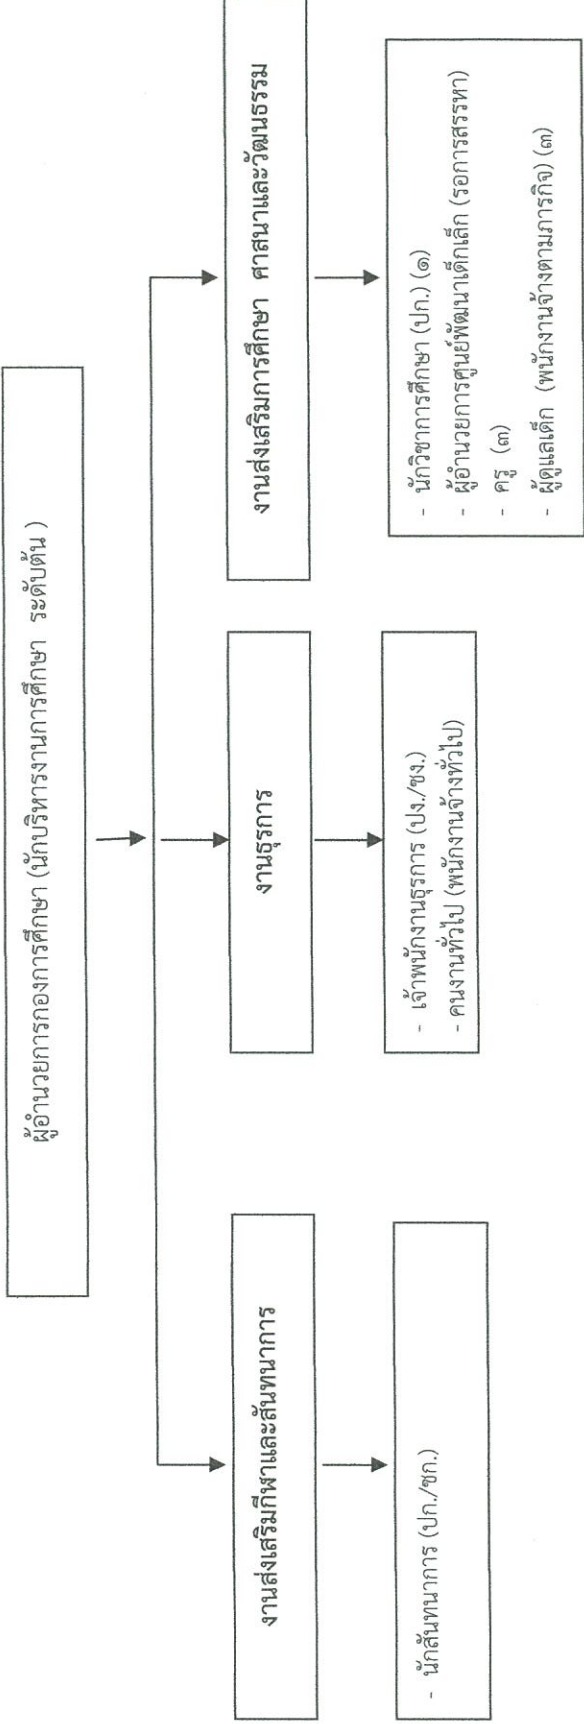 ผู้อำนวยการกองการศึกษา (นักบริหารงานการศึกษา ระดับต้น )
งานส่งเสริมกีฬาและสันทนาการ
- นักสันทนาการ (ปก./ชก.)
งานธุรการ
- เจ้าพนักงานธุรการ (ปง./ชง.)
- คนงานทั่วไป (พนักงานจ้างทั่วไป)
งานส่งเสริมการศึกษา ศาสนาและวัฒนธรรม
- นักวิชาการศึกษา (ปก.) (๑)
- ผู้อำนวยการศูนย์พัฒนาเด็กเล็ก (รอการสรรหา)
- ครู (๓)
- ผู้ดูแลเด็ก (พนักงานจ้างตามภารกิจ) (๓)